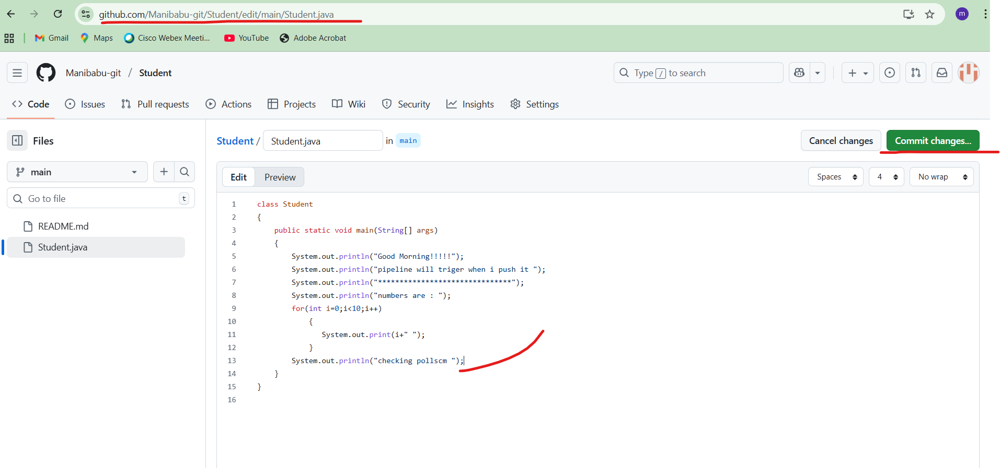 github.com/Manibabu-git/Student/edit/main/Student.java
m
Gmail Maps Cisco Webex Meeti... YouTube Adobe Acrobat
Manibabu-git / Student
Type / to search
Code Issues Pull requests Actions Projects Wiki Security Insights Settings
Files
Student / Student.java in main
Cancel changes Commit changes...
main
Go to file t
README.md
Student.java
Edit Preview
Spaces 4 No wrap
1 class Student
2 {
3 public static void main(String[] args)
4 {
5 System.out.println("Good Morning!!!!!");
6 System.out.println("pipeline will triger when i push it ");
7 System.out.println("*******************************");
8 System.out.println("numbers are : ");
9 for(int i=0;i<10;i++)
10 {
11 System.out.print(i+" ");
12 }
13 System.out.println("checking pollscm ");
14 }
15 }
16